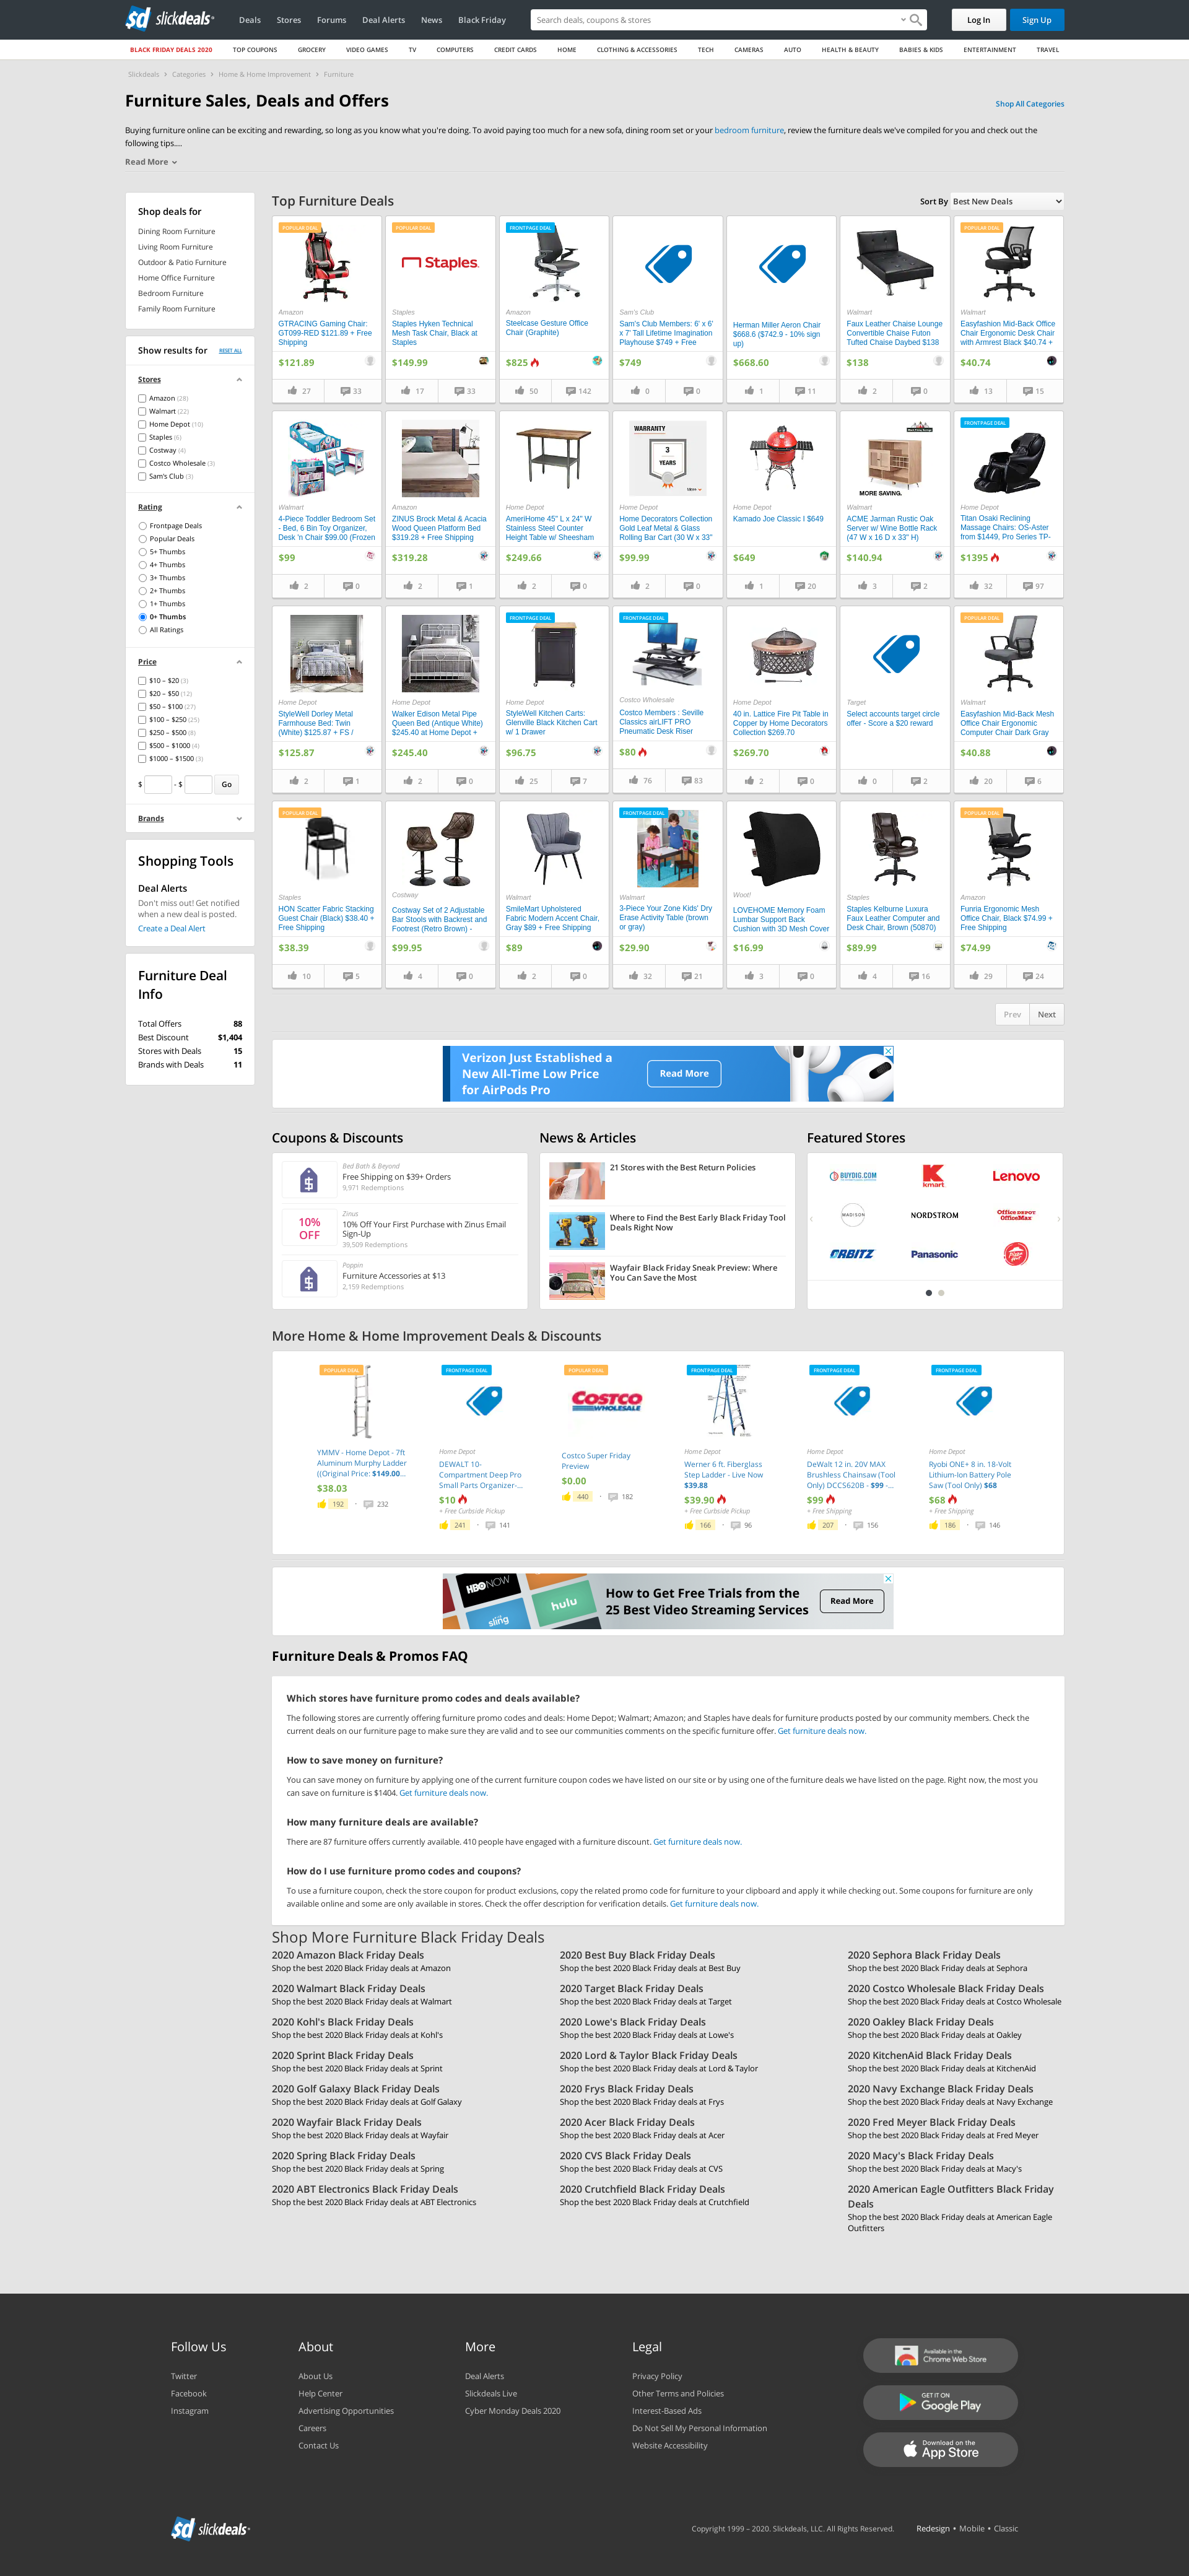 sd slickdeals
Deals Stores Forums Deal Alerts News Black Friday
Search deals, coupons & stores
Log In
Sign Up
BLACK FRIDAY DEALS 2020 TOP COUPONS GROCERY VIDEO GAMES TV COMPUTERS CREDIT CARDS HOME CLOTHING & ACCESSORIES TECH CAMERAS AUTO HEALTH & BEAUTY BABIES & KIDS ENTERTAINMENT TRAVEL
Slickdeals › Categories › Home & Home Improvement › Furniture
Furniture Sales, Deals and Offers
Shop All Categories
Buying furniture online can be exciting and rewarding, so long as you know what you're doing. To avoid paying too much for a new sofa, dining room set or your bedroom furniture, review the furniture deals we've compiled for you and check out the
following tips....
Read More
Shop deals for
Dining Room Furniture
Living Room Furniture
Outdoor & Patio Furniture
Home Office Furniture
Bedroom Furniture
Family Room Furniture
Show results for
RESET ALL
Stores
Amazon (28)
Walmart (22)
Home Depot (10)
Staples (6)
Costway (4)
Costco Wholesale (3)
Sam's Club (3)
Rating
Frontpage Deals
Popular Deals
5+ Thumbs
4+ Thumbs
3+ Thumbs
2+ Thumbs
1+ Thumbs
0+ Thumbs
All Ratings
Price
$10 – $20 (3)
$20 – $50 (12)
$50 – $100 (27)
$100 – $250 (25)
$250 – $500 (8)
$500 – $1000 (4)
$1000 – $1500 (3)
$ - $ Go
Brands
Shopping Tools
Deal Alerts
Don't miss out! Get notified
when a new deal is posted.
Create a Deal Alert
Furniture Deal
Info
Total Offers 88
Best Discount $1,404
Stores with Deals 15
Brands with Deals 11
Top Furniture Deals
Sort By Best New Deals
POPULAR DEAL
Amazon
GTRACING Gaming Chair:
GT099-RED $121.89 + Free
Shipping
$121.89
27 33
POPULAR DEAL
Staples
Staples
Staples Hyken Technical
Mesh Task Chair, Black at
Staples
$149.99
17 33
FRONTPAGE DEAL
Amazon
Steelcase Gesture Office
Chair (Graphite)
$825
50 142
Sam's Club
Sam's Club Members: 6' x 6'
x 7' Tall Lifetime Imagination
Playhouse $749 + Free
$749
0 0
Herman Miller Aeron Chair
$668.6 ($742.9 - 10% sign
up)
$668.60
1 11
Walmart
Faux Leather Chaise Lounge
Convertible Chaise Futon
Tufted Chaise Daybed $138
$138
2 0
POPULAR DEAL
Walmart
Easyfashion Mid-Back Office
Chair Ergonomic Desk Chair
with Armrest Black $40.74 +
$40.74
13 15
Walmart
4-Piece Toddler Bedroom Set
- Bed, 6 Bin Toy Organizer,
Desk 'n Chair $99.00 (Frozen
$99
2 0
Amazon
ZINUS Brock Metal & Acacia
Wood Queen Platform Bed
$319.28 + Free Shipping
$319.28
2 1
Home Depot
AmeriHome 45" L x 24" W
Stainless Steel Counter
Height Table w/ Sheesham
$249.66
2 0
WARRANTY
3
YEARS
Home Depot
Home Decorators Collection
Gold Leaf Metal & Glass
Rolling Bar Cart (30 W x 33"
$99.99
2 0
Home Depot
Kamado Joe Classic I $649
$649
1 20
MORE SAVING.
Walmart
ACME Jarman Rustic Oak
Server w/ Wine Bottle Rack
(47 W x 16 D x 33" H)
$140.94
3 2
FRONTPAGE DEAL
Home Depot
Titan Osaki Reclining
Massage Chairs: OS-Aster
from $1449, Pro Series TP-
$1395
32 97
Home Depot
StyleWell Dorley Metal
Farmhouse Bed: Twin
(White) $125.87 + FS /
$125.87
2 1
Home Depot
Walker Edison Metal Pipe
Queen Bed (Antique White)
$245.40 at Home Depot +
$245.40
2 0
FRONTPAGE DEAL
Home Depot
StyleWell Kitchen Carts:
Glenville Black Kitchen Cart
w/ 1 Drawer
$96.75
25 7
FRONTPAGE DEAL
Costco Wholesale
Costco Members : Seville
Classics airLIFT PRO
Pneumatic Desk Riser
$80
76 83
Home Depot
40 in. Lattice Fire Pit Table in
Copper by Home Decorators
Collection $269.70
$269.70
2 0
Target
Select accounts target circle
offer - Score a $20 reward
0 2
POPULAR DEAL
Walmart
Easyfashion Mid-Back Mesh
Office Chair Ergonomic
Computer Chair Dark Gray
$40.88
20 6
POPULAR DEAL
Staples
HON Scatter Fabric Stacking
Guest Chair (Black) $38.40 +
Free Shipping
$38.39
10 5
Costway
Costway Set of 2 Adjustable
Bar Stools with Backrest and
Footrest (Retro Brown) -
$99.95
4 0
Walmart
SmileMart Upholstered
Fabric Modern Accent Chair,
Gray $89 + Free Shipping
$89
2 0
FRONTPAGE DEAL
Walmart
3-Piece Your Zone Kids' Dry
Erase Activity Table (brown
or gray)
$29.90
32 21
Woot!
LOVEHOME Memory Foam
Lumbar Support Back
Cushion with 3D Mesh Cover
$16.99
3 0
Staples
Staples Kelburne Luxura
Faux Leather Computer and
Desk Chair, Brown (50870)
$89.99
4 16
POPULAR DEAL
Amazon
Funria Ergonomic Mesh
Office Chair, Black $74.99 +
Free Shipping
$74.99
29 24
Prev Next
Verizon Just Established a
New All-Time Low Price
for AirPods Pro
Read More
Coupons & Discounts
Bed Bath & Beyond
Free Shipping on $39+ Orders
9,971 Redemptions
10%
OFF
Zinus
10% Off Your First Purchase with Zinus Email
Sign-Up
39,509 Redemptions
Poppin
Furniture Accessories at $13
2,159 Redemptions
News & Articles
21 Stores with the Best Return Policies
Where to Find the Best Early Black Friday Tool
Deals Right Now
Wayfair Black Friday Sneak Preview: Where
You Can Save the Most
Featured Stores
BUYDIG.COM
Kmart
Lenovo
MADISON
NORDSTROM
Office DEPOT
OfficeMax
ORBITZ
Panasonic
More Home & Home Improvement Deals & Discounts
POPULAR DEAL
YMMV - Home Depot - 7ft
Aluminum Murphy Ladder
((Original Price: $149.00...
$38.03
192 232
FRONTPAGE DEAL
Home Depot
DEWALT 10-
Compartment Deep Pro
Small Parts Organizer-...
$10
+ Free Curbside Pickup
241 141
POPULAR DEAL
COSTCO
WHOLESALE
Costco Super Friday
Preview
$0.00
440 182
FRONTPAGE DEAL
Home Depot
Werner 6 ft. Fiberglass
Step Ladder - Live Now
$39.88
$39.90
+ Free Curbside Pickup
166 96
FRONTPAGE DEAL
Home Depot
DeWalt 12 in. 20V MAX
Brushless Chainsaw (Tool
Only) DCCS620B - $99 -...
$99
+ Free Shipping
207 156
FRONTPAGE DEAL
Home Depot
Ryobi ONE+ 8 in. 18-Volt
Lithium-Ion Battery Pole
Saw (Tool Only) $68
$68
+ Free Shipping
186 146
HBO NOW
sling
hulu
How to Get Free Trials from the
25 Best Video Streaming Services
Read More
Furniture Deals & Promos FAQ
Which stores have furniture promo codes and deals available?
The following stores are currently offering furniture promo codes and deals: Home Depot; Walmart; Amazon; and Staples have deals for furniture products posted by our community members. Check the
current deals on our furniture page to make sure they are valid and to see our communities comments on the specific furniture offer. Get furniture deals now.
How to save money on furniture?
You can save money on furniture by applying one of the current furniture coupon codes we have listed on our site or by using one of the furniture deals we have listed on the page. Right now, the most you
can save on furniture is $1404. Get furniture deals now.
How many furniture deals are available?
There are 87 furniture offers currently available. 410 people have engaged with a furniture discount. Get furniture deals now.
How do I use furniture promo codes and coupons?
To use a furniture coupon, check the store coupon for product exclusions, copy the related promo code for furniture to your clipboard and apply it while checking out. Some coupons for furniture are only
available online and some are only available in stores. Check the offer description for verification details. Get furniture deals now.
Shop More Furniture Black Friday Deals
2020 Amazon Black Friday Deals
Shop the best 2020 Black Friday deals at Amazon
2020 Walmart Black Friday Deals
Shop the best 2020 Black Friday deals at Walmart
2020 Kohl's Black Friday Deals
Shop the best 2020 Black Friday deals at Kohl's
2020 Sprint Black Friday Deals
Shop the best 2020 Black Friday deals at Sprint
2020 Golf Galaxy Black Friday Deals
Shop the best 2020 Black Friday deals at Golf Galaxy
2020 Wayfair Black Friday Deals
Shop the best 2020 Black Friday deals at Wayfair
2020 Spring Black Friday Deals
Shop the best 2020 Black Friday deals at Spring
2020 ABT Electronics Black Friday Deals
Shop the best 2020 Black Friday deals at ABT Electronics
2020 Best Buy Black Friday Deals
Shop the best 2020 Black Friday deals at Best Buy
2020 Target Black Friday Deals
Shop the best 2020 Black Friday deals at Target
2020 Lowe's Black Friday Deals
Shop the best 2020 Black Friday deals at Lowe's
2020 Lord & Taylor Black Friday Deals
Shop the best 2020 Black Friday deals at Lord & Taylor
2020 Frys Black Friday Deals
Shop the best 2020 Black Friday deals at Frys
2020 Acer Black Friday Deals
Shop the best 2020 Black Friday deals at Acer
2020 CVS Black Friday Deals
Shop the best 2020 Black Friday deals at CVS
2020 Crutchfield Black Friday Deals
Shop the best 2020 Black Friday deals at Crutchfield
2020 Sephora Black Friday Deals
Shop the best 2020 Black Friday deals at Sephora
2020 Costco Wholesale Black Friday Deals
Shop the best 2020 Black Friday deals at Costco Wholesale
2020 Oakley Black Friday Deals
Shop the best 2020 Black Friday deals at Oakley
2020 KitchenAid Black Friday Deals
Shop the best 2020 Black Friday deals at KitchenAid
2020 Navy Exchange Black Friday Deals
Shop the best 2020 Black Friday deals at Navy Exchange
2020 Fred Meyer Black Friday Deals
Shop the best 2020 Black Friday deals at Fred Meyer
2020 Macy's Black Friday Deals
Shop the best 2020 Black Friday deals at Macy's
2020 American Eagle Outfitters Black Friday
Deals
Shop the best 2020 Black Friday deals at American Eagle
Outfitters
Follow Us
Twitter
Facebook
Instagram
About
About Us
Help Center
Advertising Opportunities
Careers
Contact Us
More
Deal Alerts
Slickdeals Live
Cyber Monday Deals 2020
Legal
Privacy Policy
Other Terms and Policies
Interest-Based Ads
Do Not Sell My Personal Information
Website Accessibility
Available in the
Chrome Web Store
GET IT ON
Google Play
Download on the
App Store
sd slickdeals
Copyright 1999 – 2020. Slickdeals, LLC. All Rights Reserved.
Redesign • Mobile • Classic